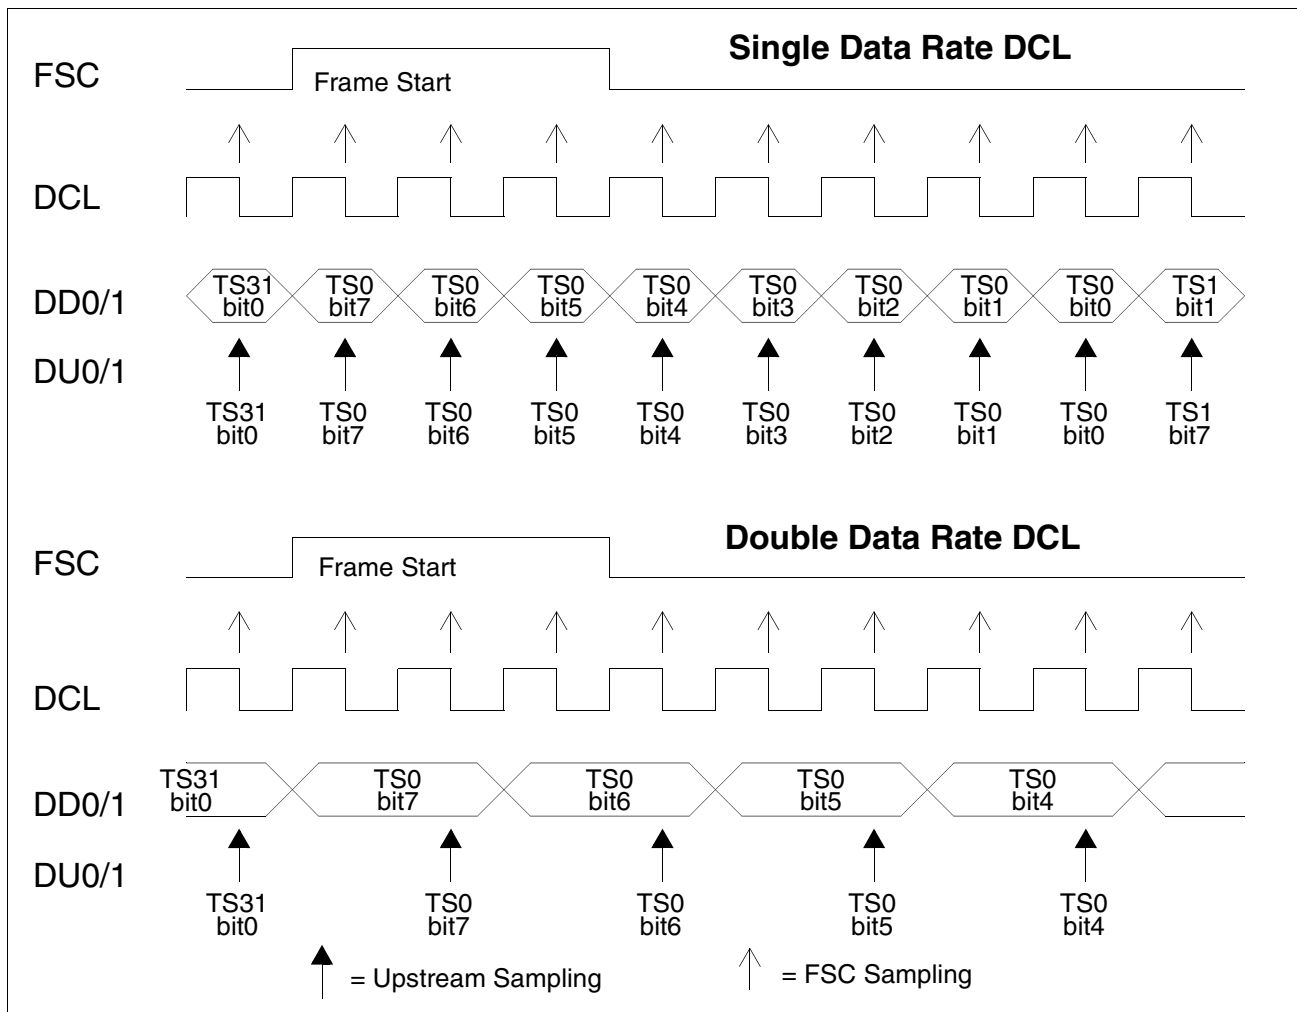 Single Data Rate DCL
FSC
Frame Start
DCL
DD0/1
TS31 TS0 TS0 TS0 TS0 TS0 TS0 TS0 TS0 TS1
bit0 bit7 bit6 bit5 bit4 bit3 bit2 bit1 bit0 bit1
DU0/1
TS31 TS0 TS0 TS0 TS0 TS0 TS0 TS0 TS0 TS1
bit0 bit7 bit6 bit5 bit4 bit3 bit2 bit1 bit0 bit7
Double Data Rate DCL
FSC
Frame Start
DCL
DD0/1
TS31 TS0 TS0 TS0 TS0
bit0 bit7 bit6 bit5 bit4
DU0/1
TS31 TS0 TS0 TS0 TS0
bit0 bit7 bit6 bit5 bit4
= Upstream Sampling
= FSC Sampling